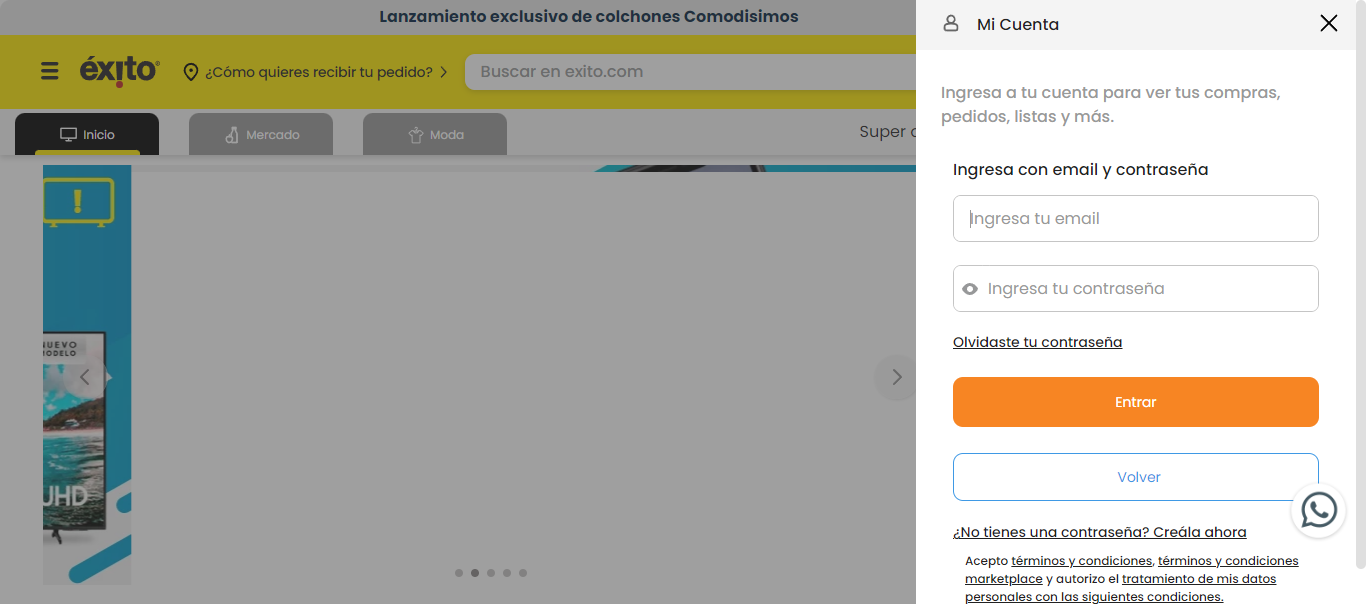 Lanzamiento exclusivo de colchones Comodisimos
Mi Cuenta
éxito
¿Cómo quieres recibir tu pedido?
Buscar en exito.com
Inicio
Mercado
Moda
Super
Ingresa a tu cuenta para ver tus compras,
pedidos, listas y más.
Ingresa con email y contraseña
Ingresa tu email
Ingresa tu contraseña
Olvidaste tu contraseña
Entrar
Volver
¿No tienes una contraseña? Creála ahora
Acepto términos y condiciones, términos y condiciones
marketplace y autorizo el tratamiento de mis datos
personales con las siguientes condiciones.
NUEVO
MODELO
UHD